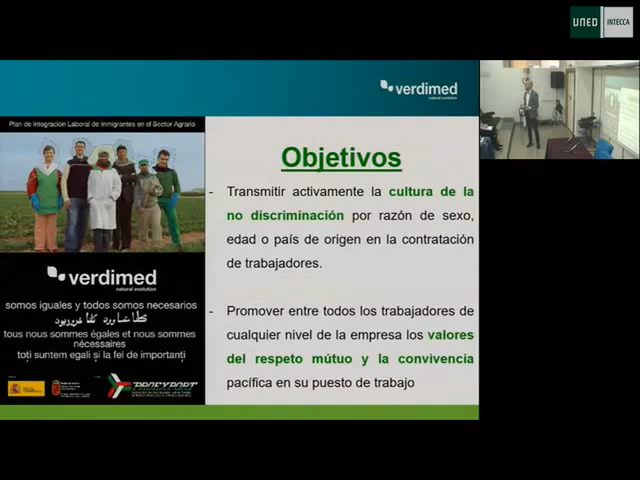 UNED
INTECCA
verdimed
natural evolution
Plan de Integración Laboral de Inmigrantes en el Sector Agrario
Objetivos
- Transmitir activamente la cultura de la
no discriminación por razón de sexo,
edad o país de origen en la contratación
de trabajadores.
- Promover entre todos los trabajadores de
cualquier nivel de la empresa los valores
del respeto mútuo y la convivencia
pacífica en su puesto de trabajo
verdimed
natural evolution
somos iguales y todos somos necesarios
tous nous sommes égales et nous sommes
nécessaires
toți suntem egali și la fel de importanți
PROEXPORT